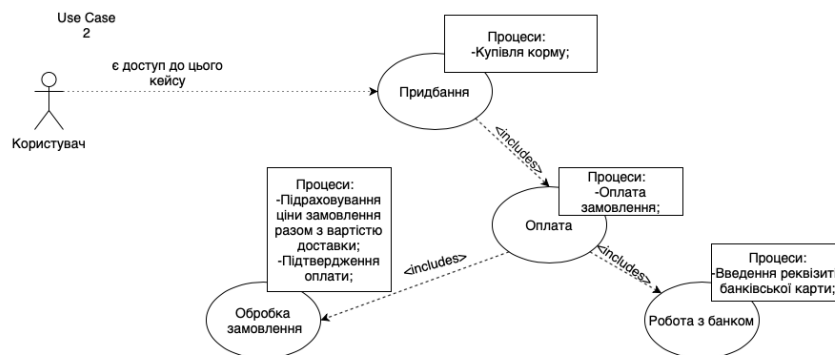 Use Case
2
є доступ до цього
кейсу
Користувач
Процеси:
-Купівля корму;
Придбання
<includes>
Процеси:
-Оплата
замовлення;
Оплата
Процеси:
-Підраховування
ціни замовлення
разом з вартістю
доставки;
-Підтвердження
оплати;
<includes>
<includes>
Обробка
замовлення
Процеси:
-Введення реквізит
банківської карти;
Робота з банком